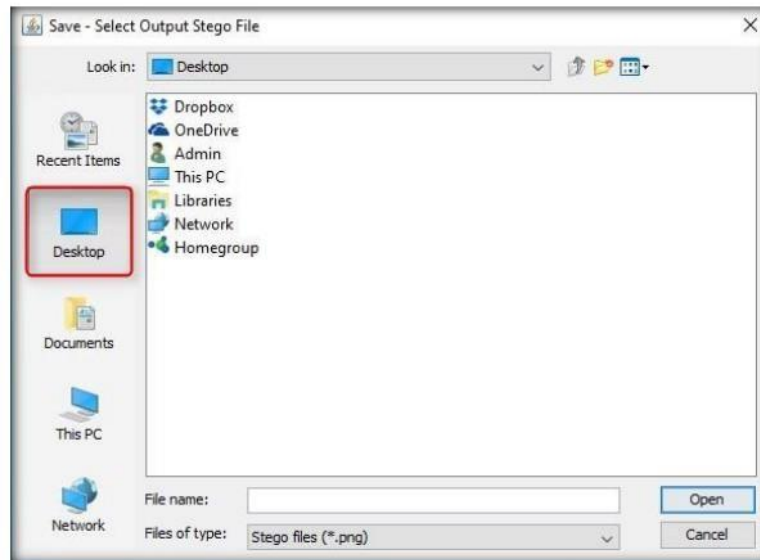 Save - Select Output Stego File
Look in: Desktop
Recent Items
Desktop
Documents
This PC
Network
Dropbox
OneDrive
Admin
This PC
Libraries
Network
Homegroup
File name:
Open
Files of type: Stego files (*.png)
Cancel